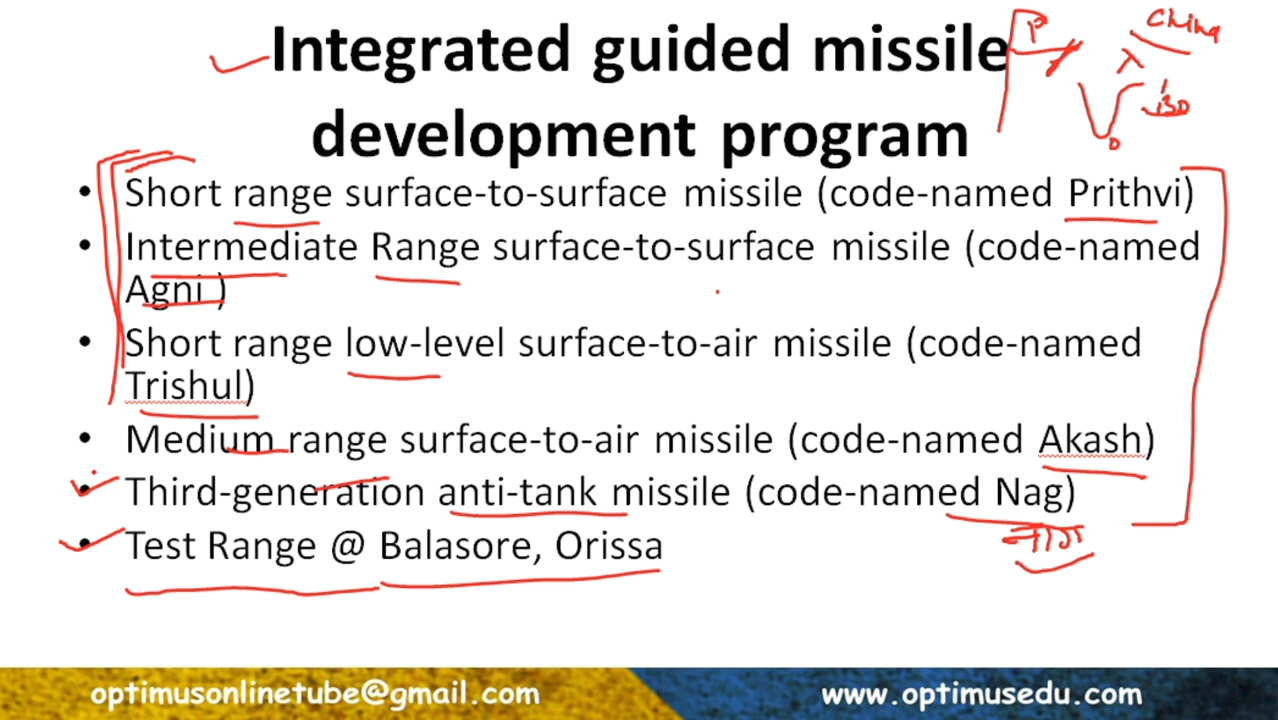 Integrated guided missile
development program
China
• Short range surface-to-surface missile (code-named Prithvi)
• Intermediate Range surface-to-surface missile (code-named
Agni )
• Short range low-level surface-to-air missile (code-named
Trishul)
• Medium range surface-to-air missile (code-named Akash)
• Third-generation anti-tank missile (code-named Nag)
नाग
• Test Range @ Balasore, Orissa
optimusonlinetube@gmail.com
www.optimusedu.com